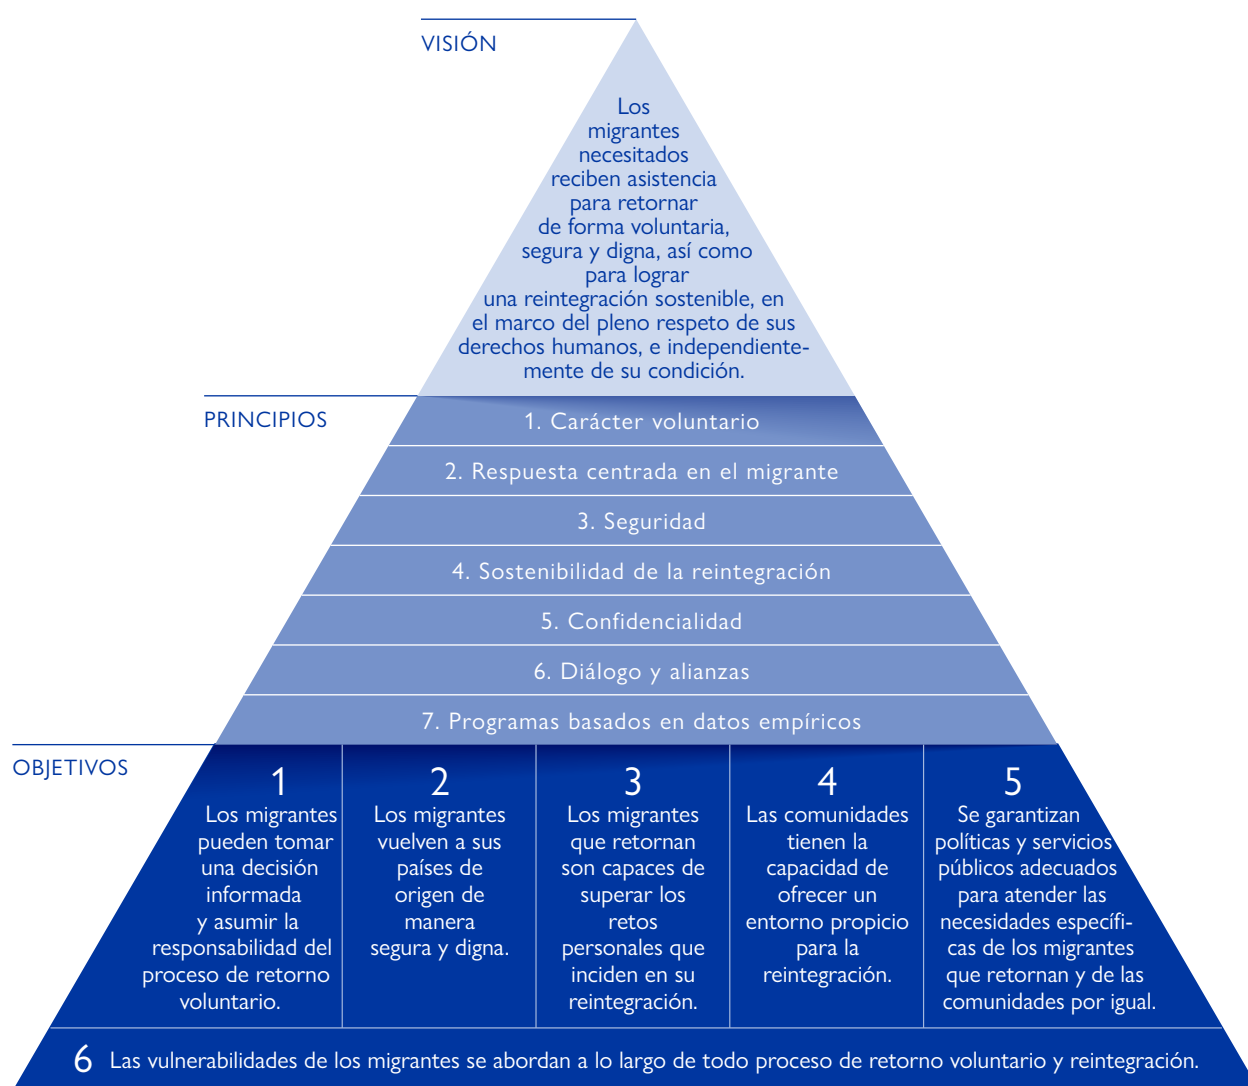 VISIÓN
Los
migrantes
necesitados
reciben asistencia
para retornar
de forma voluntaria,
segura y digna, así como
para lograr
una reintegración sostenible, en
el marco del pleno respeto de sus
derechos humanos, e independiente-
mente de su condición.
PRINCIPIOS
1. Carácter voluntario
2. Respuesta centrada en el migrante
3. Seguridad
4. Sostenibilidad de la reintegración
5. Confidencialidad
6. Diálogo y alianzas
7. Programas basados en datos empíricos
OBJETIVOS
1
Los migrantes
pueden tomar
una decisión
informada
y asumir la
responsabilidad del
proceso de retorno
voluntario.
2
Los migrantes
vuelven a sus
países de
origen de
manera
segura y digna.
3
Los migrantes
que retornan
son capaces de
superar los
retos
personales que
inciden en su
reintegración.
4
Las comunidades
tienen la
capacidad de
ofrecer un
entorno propicio
para la
reintegración.
5
Se garantizan
políticas y servicios
públicos adecuados
para atender las
necesidades específi-
cas de los migrantes
que retornan y de las
comunidades por igual.
6 Las vulnerabilidades de los migrantes se abordan a lo largo de todo proceso de retorno voluntario y reintegración.